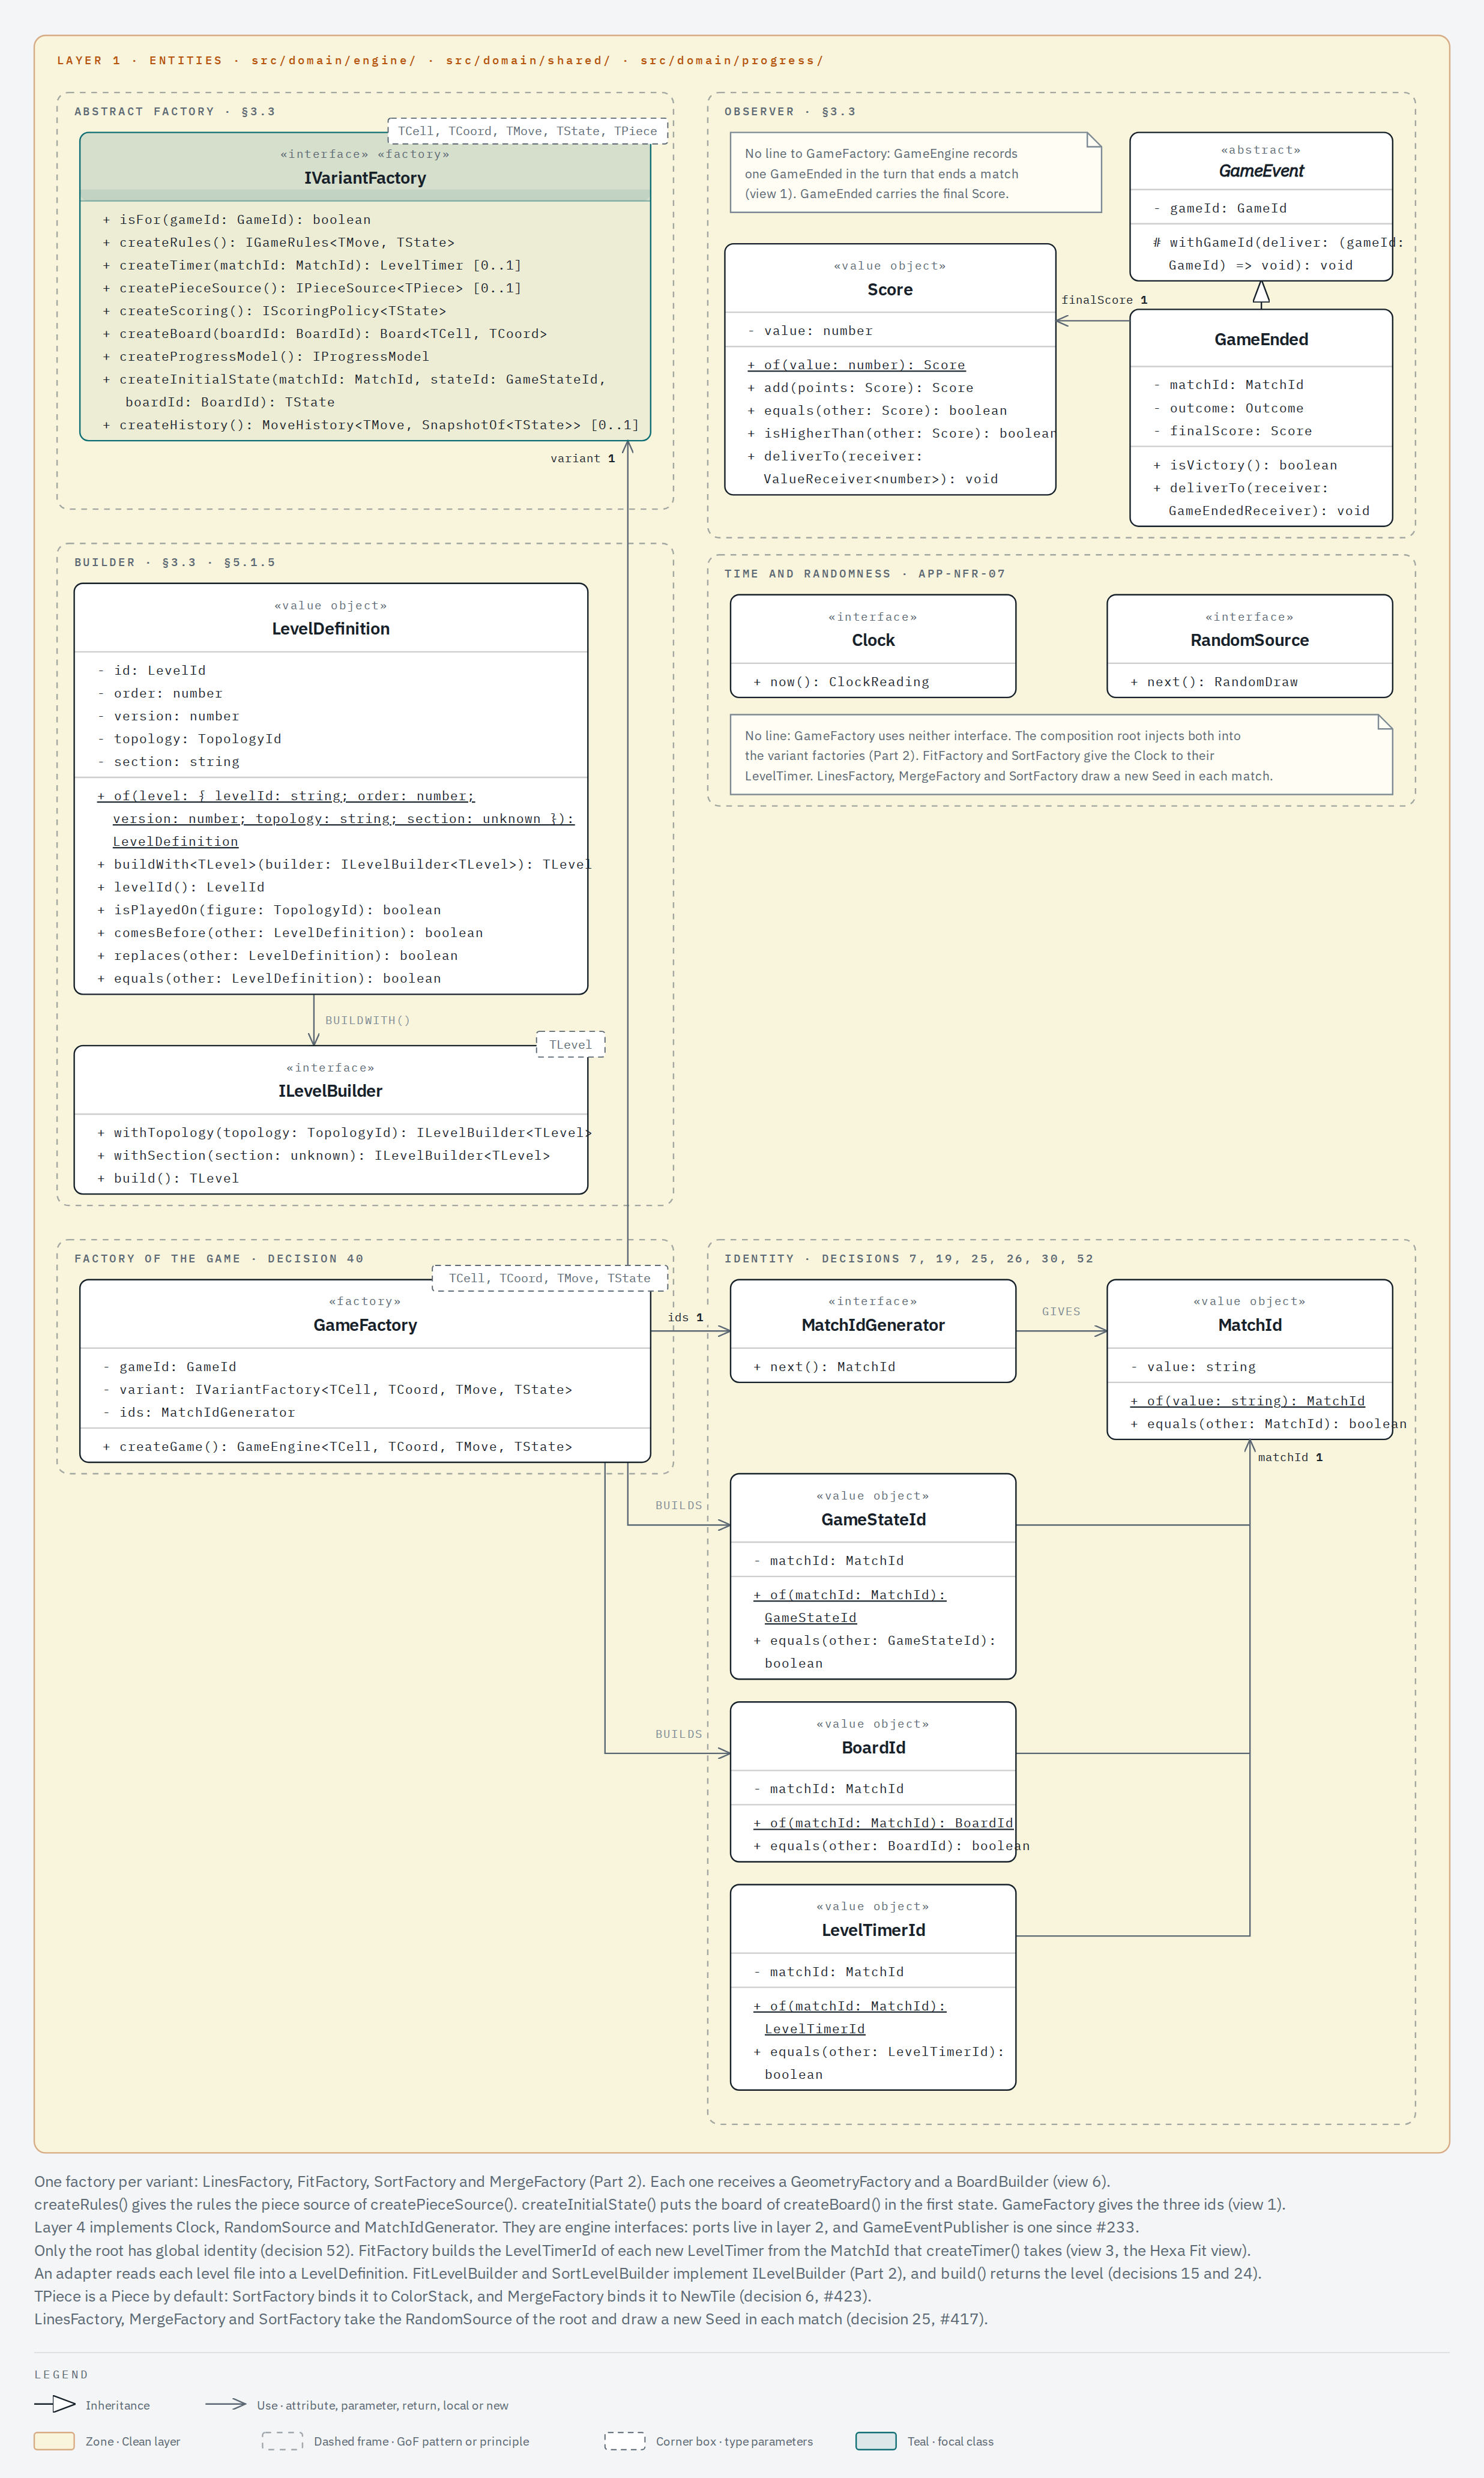 LAYER 1 · ENTITIES · src/domain/engine/ · src/domain/shared/ · src/domain/progress/
ABSTRACT FACTORY · §3.3
TCell, TCoord, TMove, TState, TPiece
«interface» «factory»
IVariantFactory
+ isFor(gameId: GameId): boolean
+ createRules(): IGameRules<TMove, TState>
+ createTimer(matchId: MatchId): LevelTimer [0..1]
+ createPieceSource(): IPieceSource<TPiece> [0..1]
+ createScoring(): IScoringPolicy<TState>
+ createBoard(boardId: BoardId): Board<TCell, TCoord>
+ createProgressModel(): IProgressModel
+ createInitialState(matchId: MatchId, stateId: GameStateId,
boardId: BoardId): TState
+ createHistory(): MoveHistory<TMove, SnapshotOf<TState>> [0..1]
variant 1
OBSERVER · §3.3
No line to GameFactory: GameEngine records
one GameEnded in the turn that ends a match
(view 1). GameEnded carries the final Score.
«abstract»
GameEvent
- gameId: GameId
# withGameId(deliver: (gameId:
GameId) => void): void
«value object»
Score
- value: number
+ of(value: number): Score
+ add(points: Score): Score
+ equals(other: Score): boolean
+ isHigherThan(other: Score): boolean
+ deliverTo(receiver:
ValueReceiver<number>): void
finalScore 1
GameEnded
- matchId: MatchId
- outcome: Outcome
- finalScore: Score
+ isVictory(): boolean
+ deliverTo(receiver:
GameEndedReceiver): void
BUILDER · §3.3 · §5.1.5
«value object»
LevelDefinition
- id: LevelId
- order: number
- version: number
- topology: TopologyId
- section: string
+ of(level: { levelId: string; order: number;
version: number; topology: string; section: unknown }):
LevelDefinition
+ buildWith<TLevel>(builder: ILevelBuilder<TLevel>): TLevel
+ levelId(): LevelId
+ isPlayedOn(figure: TopologyId): boolean
+ comesBefore(other: LevelDefinition): boolean
+ replaces(other: LevelDefinition): boolean
+ equals(other: LevelDefinition): boolean
BUILDWITH()
TLevel
«interface»
ILevelBuilder
+ withTopology(topology: TopologyId): ILevelBuilder<TLevel>
+ withSection(section: unknown): ILevelBuilder<TLevel>
+ build(): TLevel
TIME AND RANDOMNESS · APP-NFR-07
«interface»
Clock
+ now(): ClockReading
«interface»
RandomSource
+ next(): RandomDraw
No line: GameFactory uses neither interface. The composition root injects both into
the variant factories (Part 2). FitFactory and SortFactory give the Clock to their
LevelTimer. LinesFactory, MergeFactory and SortFactory draw a new Seed in each match.
FACTORY OF THE GAME · DECISION 40
TCell, TCoord, TMove, TState
«factory»
GameFactory
- gameId: GameId
- variant: IVariantFactory<TCell, TCoord, TMove, TState>
- ids: MatchIdGenerator
+ createGame(): GameEngine<TCell, TCoord, TMove, TState>
ids 1
IDENTITY · DECISIONS 7, 19, 25, 26, 30, 52
«interface»
MatchIdGenerator
+ next(): MatchId
GIVES
«value object»
MatchId
- value: string
+ of(value: string): MatchId
+ equals(other: MatchId): boolean
matchId 1
BUILDS
«value object»
GameStateId
- matchId: MatchId
+ of(matchId: MatchId):
GameStateId
+ equals(other: GameStateId):
boolean
BUILDS
«value object»
BoardId
- matchId: MatchId
+ of(matchId: MatchId): BoardId
+ equals(other: BoardId): boolean
«value object»
LevelTimerId
- matchId: MatchId
+ of(matchId: MatchId):
LevelTimerId
+ equals(other: LevelTimerId):
boolean
One factory per variant: LinesFactory, FitFactory, SortFactory and MergeFactory (Part 2). Each one receives a GeometryFactory and a BoardBuilder (view 6).
createRules() gives the rules the piece source of createPieceSource(). createInitialState() puts the board of createBoard() in the first state. GameFactory gives the three ids (view 1).
Layer 4 implements Clock, RandomSource and MatchIdGenerator. They are engine interfaces: ports live in layer 2, and GameEventPublisher is one since #233.
Only the root has global identity (decision 52). FitFactory builds the LevelTimerId of each new LevelTimer from the MatchId that createTimer() takes (view 3, the Hexa Fit view).
An adapter reads each level file into a LevelDefinition. FitLevelBuilder and SortLevelBuilder implement ILevelBuilder (Part 2), and build() returns the level (decisions 15 and 24).
TPiece is a Piece by default: SortFactory binds it to ColorStack, and MergeFactory binds it to NewTile (decision 6, #423).
LinesFactory, MergeFactory and SortFactory take the RandomSource of the root and draw a new Seed in each match (decision 25, #417).
LEGEND
Inheritance
Use · attribute, parameter, return, local or new
Zone · Clean layer
Dashed frame · GoF pattern or principle
Corner box · type parameters
Teal · focal class